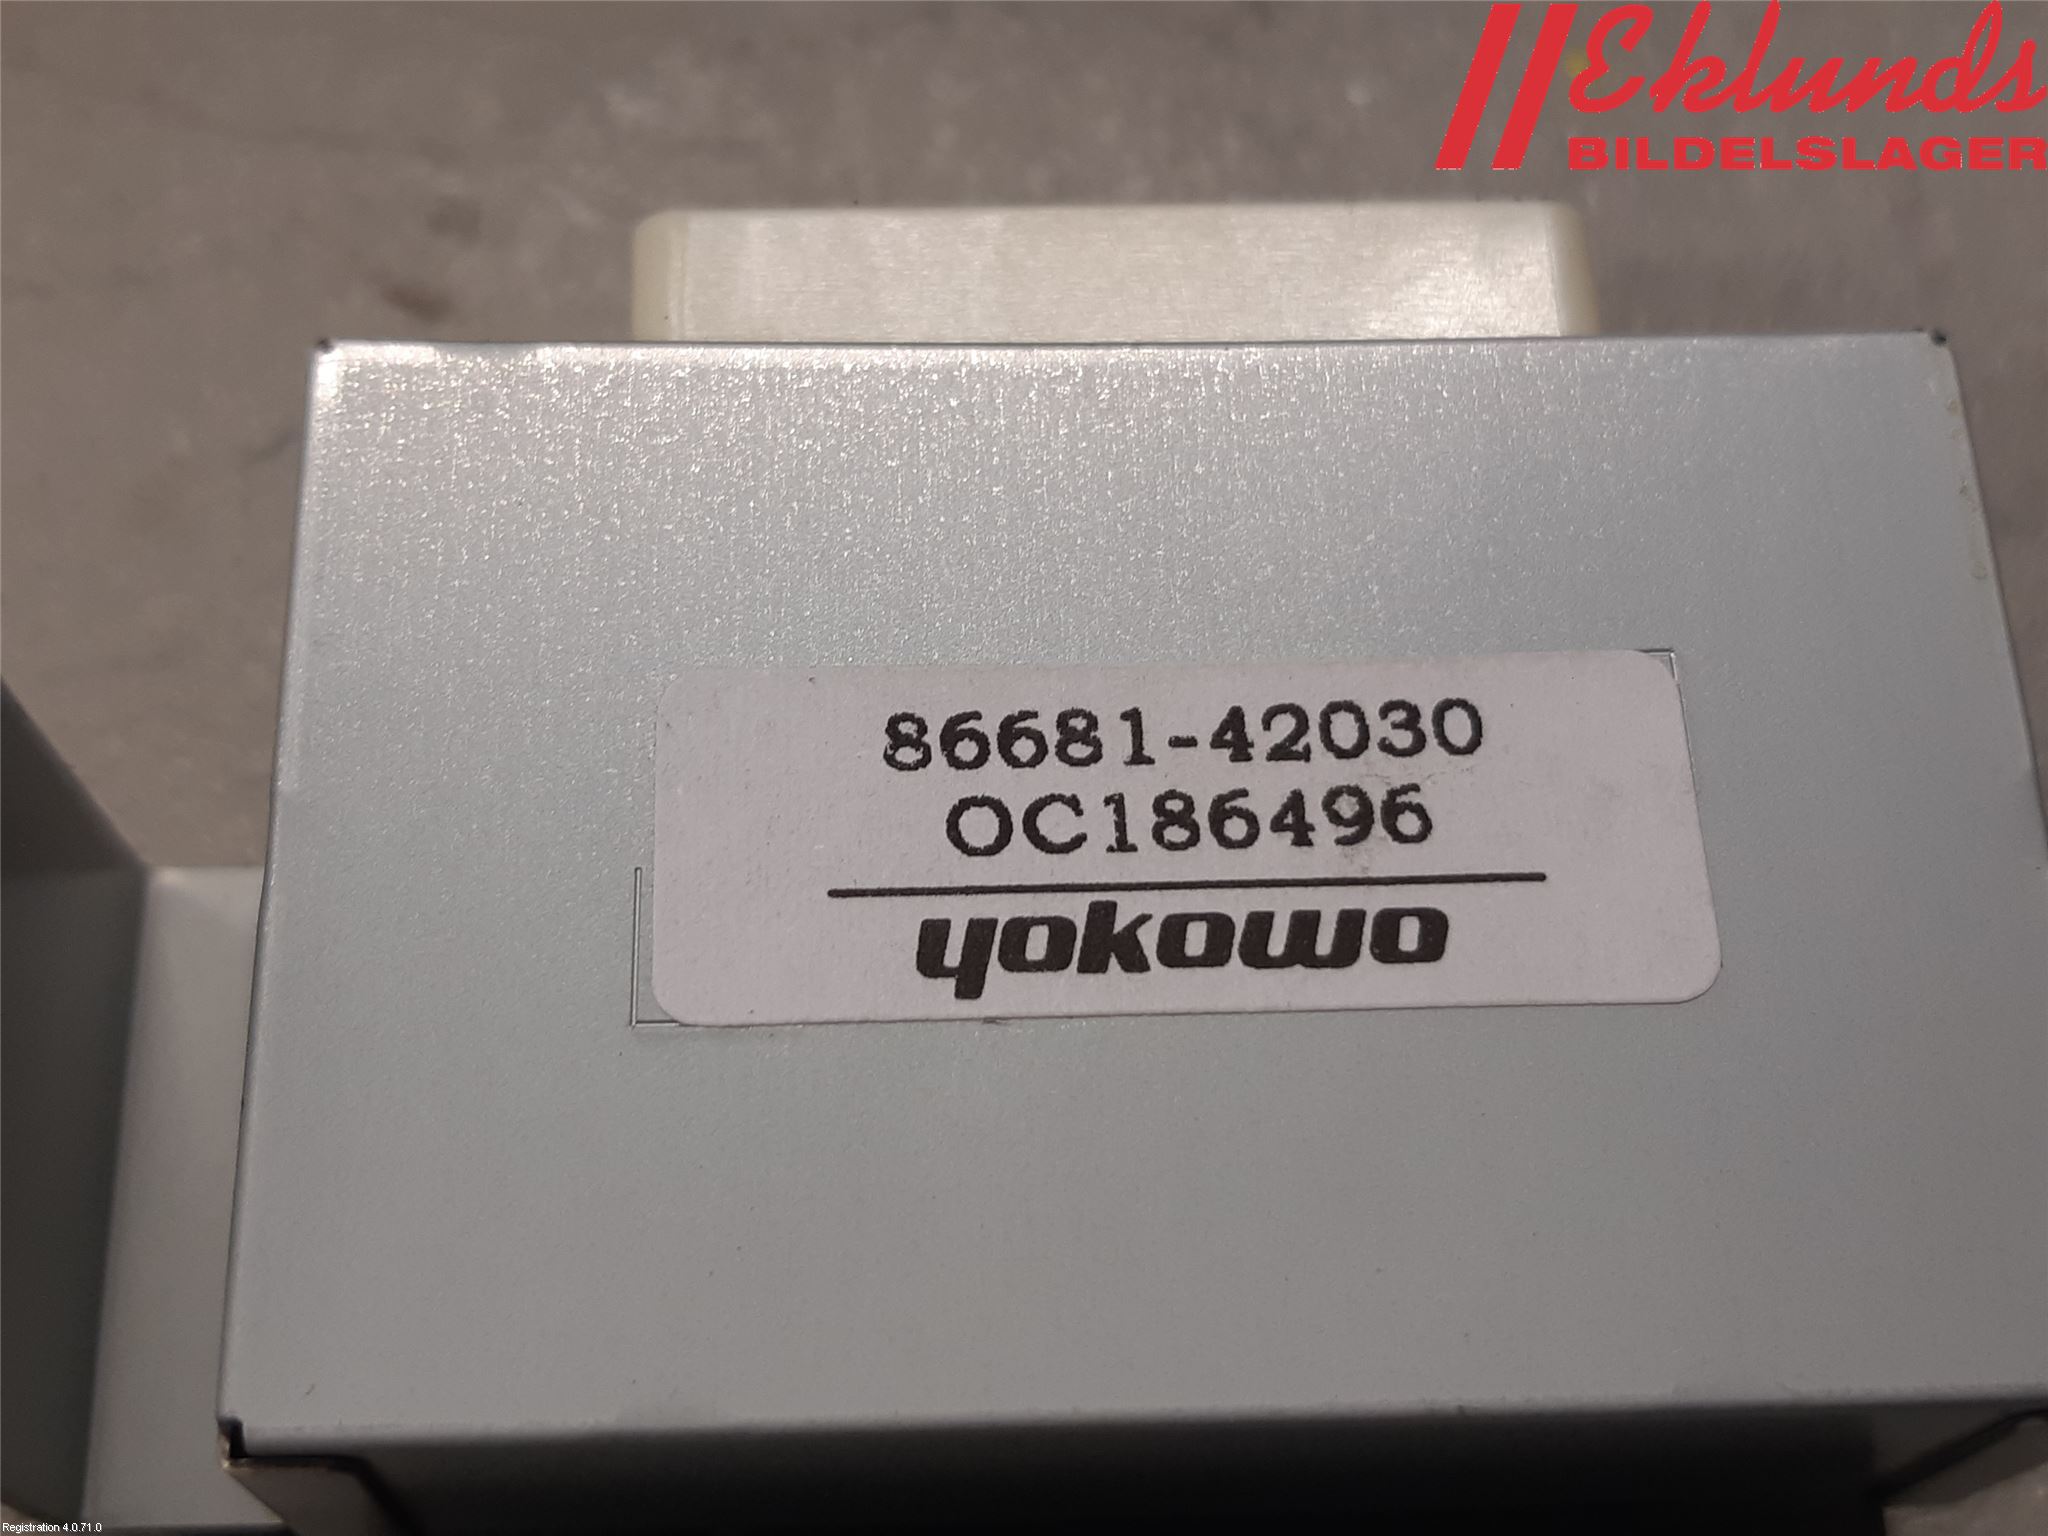 Eklunds
BILDELSLAGER
86681-42030
OC186496
yokowo
Registration 4.0.71.0